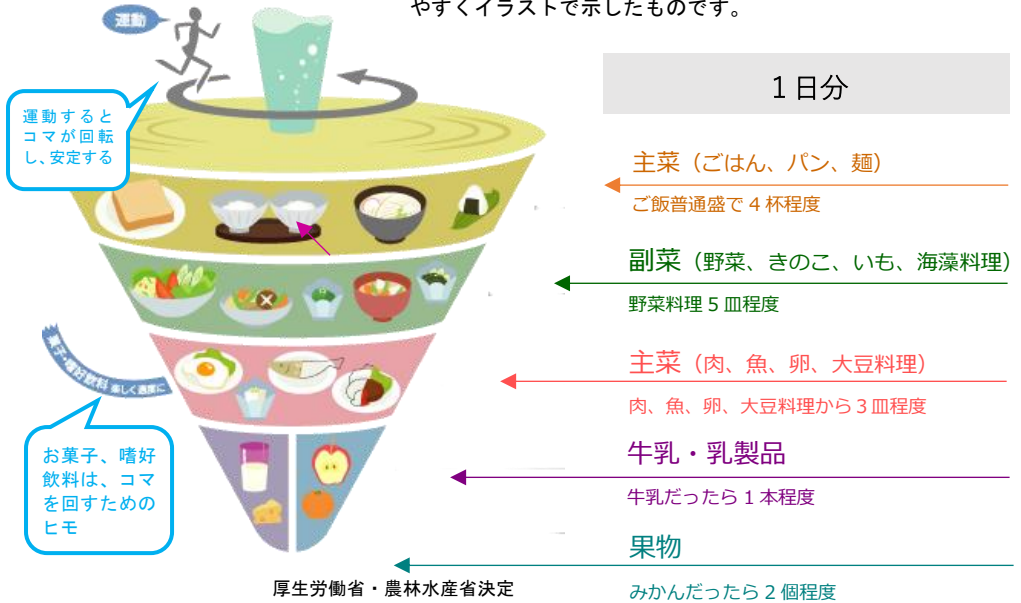 やすくイラストで示したものです。
運動
運動すると
コマが回転
し、安定する
1日分
主菜（ごはん、パン、麺）
ご飯普通盛で4杯程度
副菜（野菜、きのこ、いも、海藻料理）
野菜料理5皿程度
主菜（肉、魚、卵、大豆料理）
肉、魚、卵、大豆料理から3皿程度
菓子・嗜好飲料 楽しく適度に
お菓子、嗜好
飲料は、コマ
を回すための
ヒモ
牛乳・乳製品
牛乳だったら1本程度
果物
みかんだったら2個程度
厚生労働省・農林水産省決定